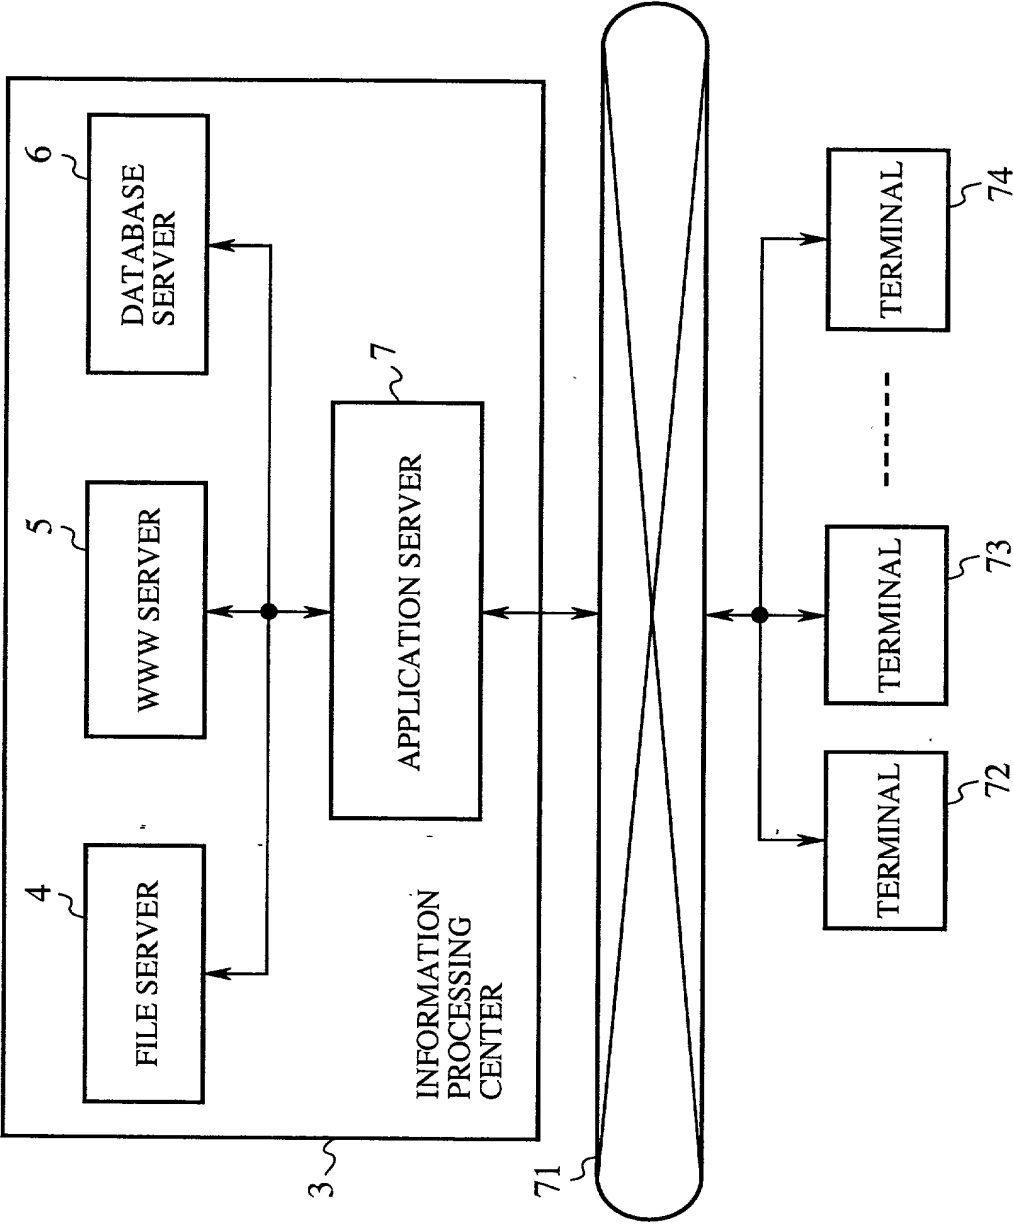 6
DATABASE
SERVER
5
WWW SERVER
4
FILE SERVER
7
APPLICATION SERVER
INFORMATION
PROCESSING
CENTER
3
71
TERMINAL
74
TERMINAL
73
TERMINAL
72